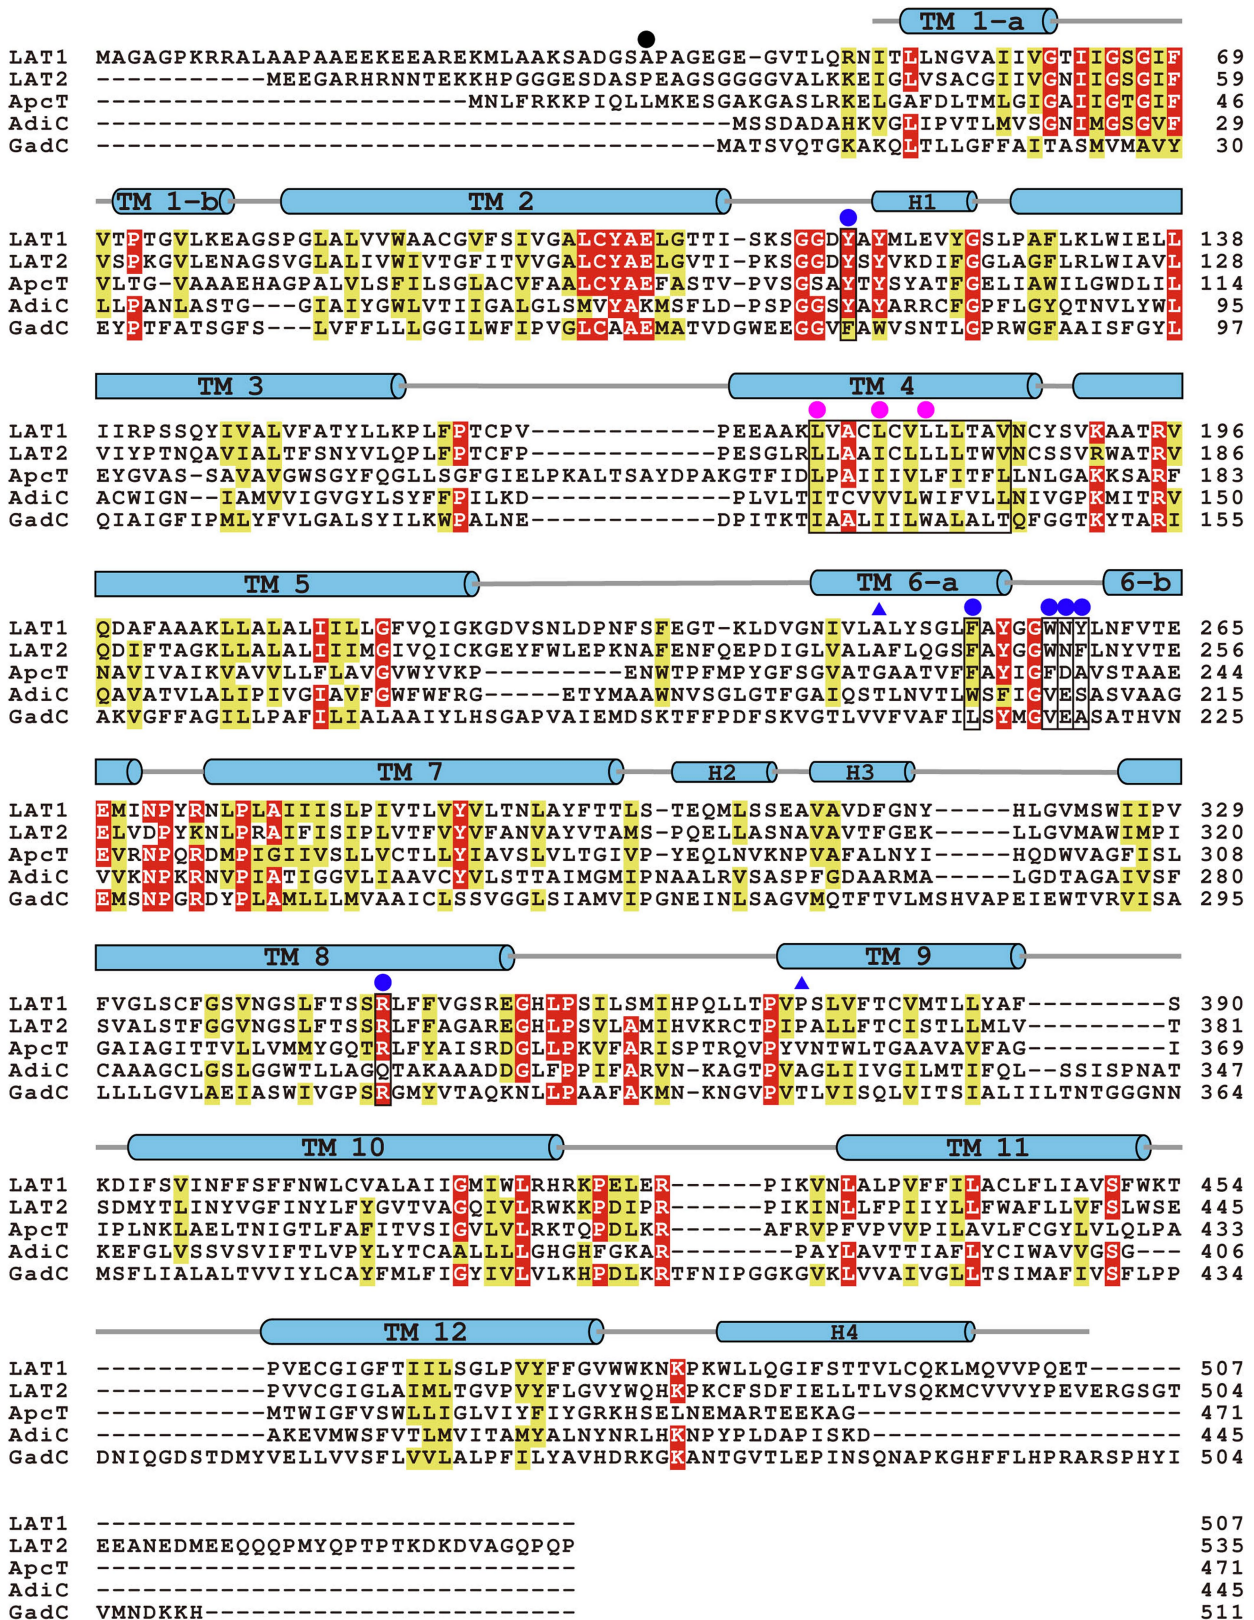 TM 1-a
LAT1 MAGAGPKRRALAAPAAEEKEEAREKMLAAKSADGSAPAGEGE-GVTLQRNITLLNGVAIIVGTIIGSGIF 69
LAT2 -----------MEEGARHRNNTEKKHPGGGESDASPEAGSGGGGVALKKEIGLVSACGIIVGNIIGSGIF 59
ApcT ------------------------MNLFRKKPIQLLMKESGAKGASLRKELGAFDLTMLGIGAIIGTGIF 46
AdiC -----------------------------------------MSSDADAHKVGLIPVTLMVSGNIMGSGVF 29
GadC ----------------------------------------MATSVQTGKAKQLTLLGFFAITASMVMAVY 30
TM 1-b TM 2 H1
LAT1 VTPTGVLKEAGSPGLALVVWAACGVFSIVGALCYAELGTTI-SKSGGDYAYMLEVYGSLPAFLKLWIELL 138
LAT2 VSPKGVLENAGSVGLALIVWIVTGFITVVGALCYAELGVTI-PKSGGDYSYVKDIFGGLAGFLRLWIAVL 128
ApcT VLTG-VAAAEHAGPALVLSFILSGLACVFAALCYAEFASTV-PVSGSAYTYSYATFGELIAWILGWDLIL 114
AdiC LLPANLASTG---GIAIYGWLVTIIGALGLSMVYAKMSFLD-PSPGGSYAYARRCFGPFLGYQTNVLYWL 95
GadC EYPTFATSGFS---LVFFLLLGGILWFIPVGLCAAEMATVDGWEEGGVFAWVSNTLGPRWGFAAISFGYL 97
TM 3 TM 4
LAT1 IIRPSSQYIVALVFATYLLKPLFPTCPV------------PEEAAKLVACLCVLLLTAVNCYSVKAATRV 196
LAT2 VIYPTNQAVIALTFSNYVLQPLFPTCFP------------PESGLRLLAAICLLLLTWVNCSSVRWATRV 186
ApcT EYGVAS-SAVAVGWSGYFQGLLSGFGIELPKALTSAYDPAKGTFIDLPAIIIVLFITFLLNLGAKKSARF 183
AdiC ACWIGN-IAMVVIGVGYLSYFFPILKD-------------PLVLTITCVVVLWIFVLLNIVGPKMITRV 150
GadC QIAIGFIPMLYFVLGALSYILKWPALNE------------DPITKTIAALIILWALALTQFGGTKYTARI 155
TM 5 TM 6-a 6-b
LAT1 QDAFAAAKLLALALIILLGFVQIGKGDVSNLDPNFSFEGT-KLDVGNIVLALYSGLFAYGGWNYLNFVTE 265
LAT2 QDIFTAGKLLALALIIIMGIVQICKGEYFWLEPKNAFENFQEPDIGLVALAFLQGSFAYGGWNFLNYVTE 256
ApcT NAVIVAIKVAVVLLFLAVGVWYVKP---------ENWTPFMPYGFSGVATGAATVFFAYIGFDAVSTAAE 244
AdiC QAVATVLALIPIVGIAVFGWFWFRG-----ETYMAAWNVSGLGTFGAIQSTLNVTLWSFIGVESASVAAG 215
GadC AKVGFFAGILLPAFILIALAAIYLHSGAPVAIEMDSKTFFPDFSKVGTLVVFVAFILSYMGVEASATHVN 225
TM 7 H2 H3
LAT1 EMINPYRNLPLAIIISLPIVTLVYVLTNLAYFTTLS-TEQMLSSEAVAVDFGNY-----HLGVMSWIIPV 329
LAT2 ELVDPYKNLPRAIFISIPLVTFVYVFANVAYVTAMS-PQELLASNAVAVTFGEK-----LLGVMAWIMPI 320
ApcT EVRNPQRDMPIGIIVSLLVCTLIYIAVSLVLTGIVP-YEQLNVKNPVAFALNYI-----HQDWVAGFISL 308
AdiC VVKNPKRNVPIATIGGVLIAAVCYVLSTTAIMGMIPNAALRVSASPFGDAARMA-----LGDTAGAIVSF 280
GadC EMSNPGRDYPLAMLLLMVAAICLSSVGGLSIAMVIPGNEINLSAGVMQTFTVLMSHVAPEIEWTVRVISA 295
TM 8 TM 9
LAT1 FVGLSCFGSVNGSLFTSSRLFFVGSREGHLPSILSMIHPQLLTPVPSLVFTCVMTLLYAF---------S 390
LAT2 SVALSTFGGVNGSLFTSSRLFFAGAREGHLPSVLAMIHVKRCTPIPALLFTCISTLLMLV---------T 381
ApcT GAIAGITTVLLVMMYGQTRLFYAISRDGLLPKVFARISPTRQVPYVNTWLTGAAVAVFAG---------I 369
AdiC CAAAGCLGSLGGWTLLAGQTAKAAADDGLFPPIFARVN-KAGTPVAGLIIVGILMTIFQL--SSISPNAT 347
GadC LLLLGVLAEIASWIVGPSRGMYVTAQKNLLPAAFAKMN-KNGVPVTLVISQLVITSIALIILTNTGGGNN 364
TM 10 TM 11
LAT1 KDIFSVINFFSFFNWLCVALAIIGMIWLRHRKPELER------PIKVNLALPVFFILACLFLIAVSFWKT 454
LAT2 SDMYTLINYVGFINYLFYGVTVAGQIVLRWKKPDIPR------PIKINLLFPIIYLLFWAFLLVFSLWSE 452
ApcT IPLNKLAELTNIGTLFAFITVSIGVLVLRKTQPDLKR------AFRVPFVPVVPILAVLFCGYLVLQLPA 433
AdiC KEFGLVSSVSVIFTLVPYLYTCAALLLLGHGHFGKAR--------PAYLAVTTIAFLYCIWAVVGSG--- 406
GadC MSFLIALALTVVIYLCAYFMLFIGYIVLVLKHPDLKRTFNIPGGKGVKLVVAIVGLLTSIMAFIVSFLPP 434
TM 12 H4
LAT1 -----------PVECGIGFTIILSGLPVYFFGVWWKNKPKWLLQGIFSTTVLCQKLMQVVPQET------ 507
LAT2 -----------PVVCGIGLAIMLTGVPVYFLGVYWQHKPKCFSDFIELLTLVSQKMCVVVYPEVERGSGT 504
ApcT -----------MTWIGFVSWLLIGLVIYFIYGRKHSELNEMARTEEKAG--------------------- 471
AdiC -----------AKEVMWSFVTLMVITAMYALNYNRLHKNPYPLDAPISKD-------------------- 445
GadC DNIQGDSTDMYVELLVVSFLVVLALPFILYAVHDRKGKANTGVTLEPINSQNAPKGHFFLHPRARSPHYI 504
LAT1 ------------------------------- 507
LAT2 EEANEDMEEQQQPMYQPTPTKDKDVAGQPQP 535
ApcT ------------------------------- 471
AdiC ------------------------------- 445
GadC VMNDKKH------------------------ 511